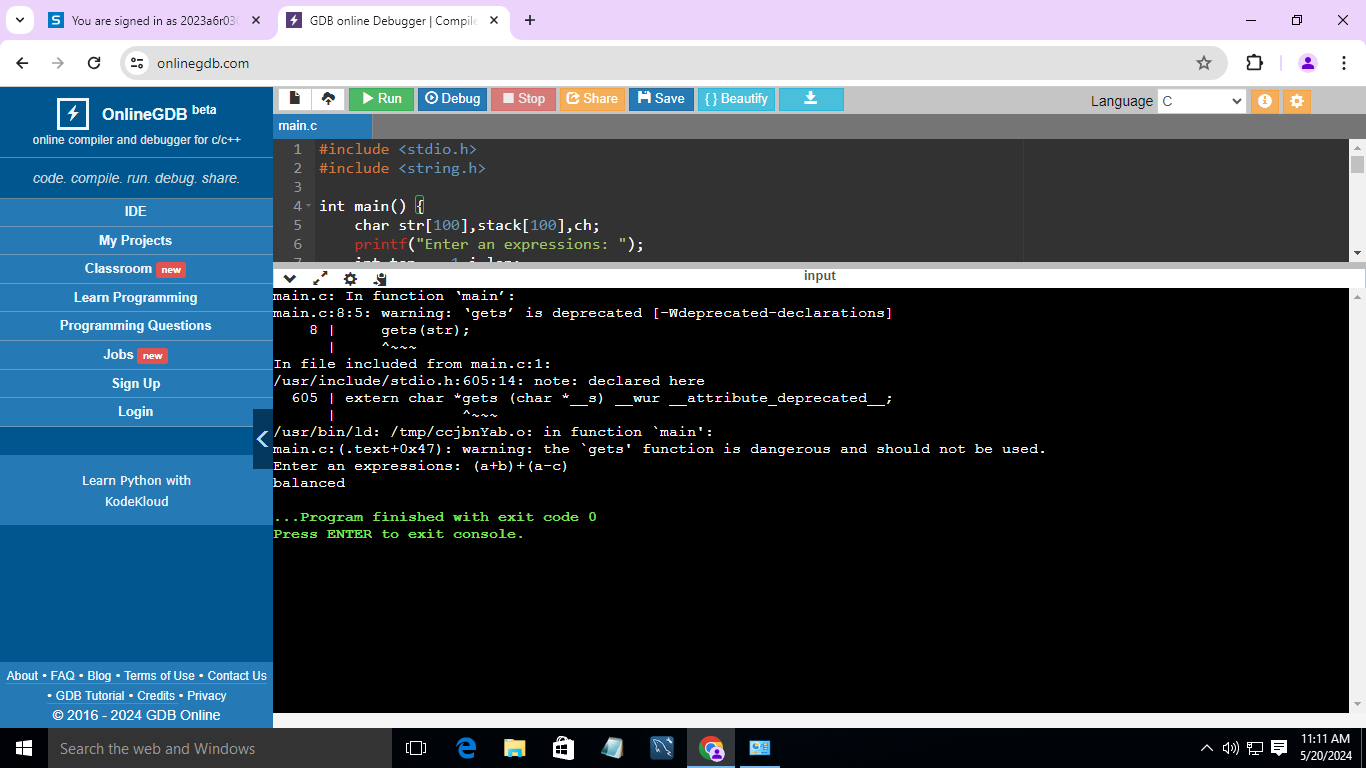 You are signed in as 2023a6r03
GDB online Debugger | Compile
onlinegdb.com
OnlineGDB beta
online compiler and debugger for c/c++
code. compile. run. debug. share.
IDE
My Projects
Classroom new
Learn Programming
Programming Questions
Jobs new
Sign Up
Login
Learn Python with
KodeKloud
About • FAQ • Blog • Terms of Use • Contact Us
• GDB Tutorial • Credits • Privacy
© 2016 - 2024 GDB Online
Run Debug Stop Share Save { } Beautify
Language C
main.c
1 #include <stdio.h>
2 #include <string.h>
3
4 int main() {
5 char str[100],stack[100],ch;
6 printf("Enter an expressions: ");
input
main.c: In function ‘main’:
main.c:8:5: warning: ‘gets’ is deprecated [-Wdeprecated-declarations]
8 | gets(str);
| ^~~~
In file included from main.c:1:
/usr/include/stdio.h:605:14: note: declared here
605 | extern char *gets (char *__s) __wur __attribute_deprecated__;
| ^~~~
/usr/bin/ld: /tmp/ccjbnYab.o: in function `main':
main.c:(.text+0x47): warning: the `gets' function is dangerous and should not be used.
Enter an expressions: (a+b)+(a-c)
balanced
...Program finished with exit code 0
Press ENTER to exit console.
Search the web and Windows
11:11 AM
5/20/2024